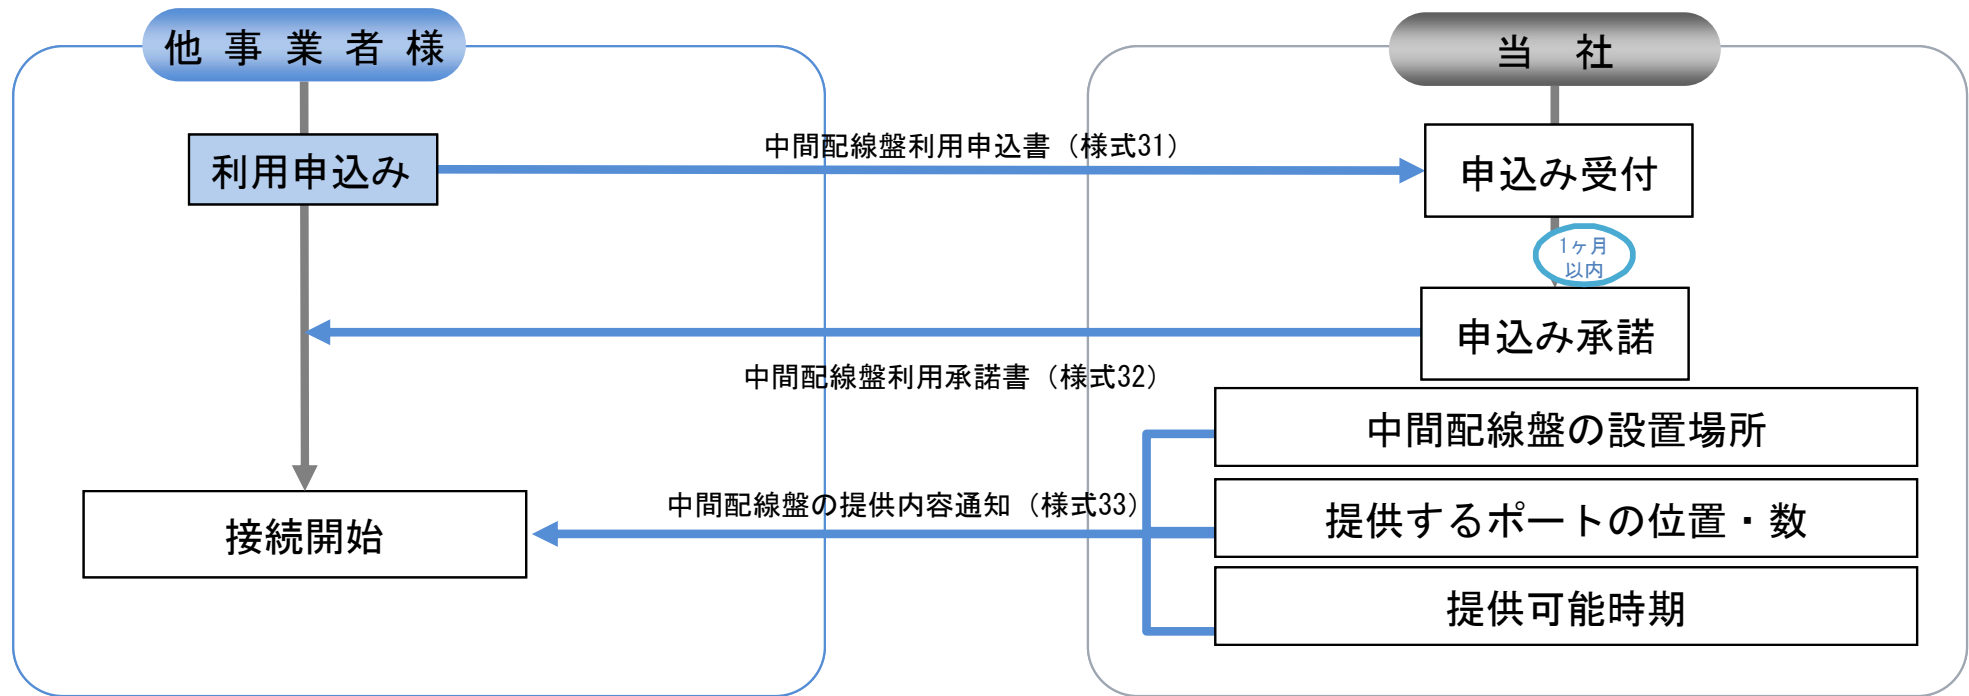 他事業者様
当社
中間配線盤利用申込書（様式31）
利用申込み
申込み受付
1ヶ月
以内
申込み承諾
中間配線盤利用承諾書（様式32）
中間配線盤の設置場所
中間配線盤の提供内容通知（様式33）
提供するポートの位置・数
接続開始
提供可能時期